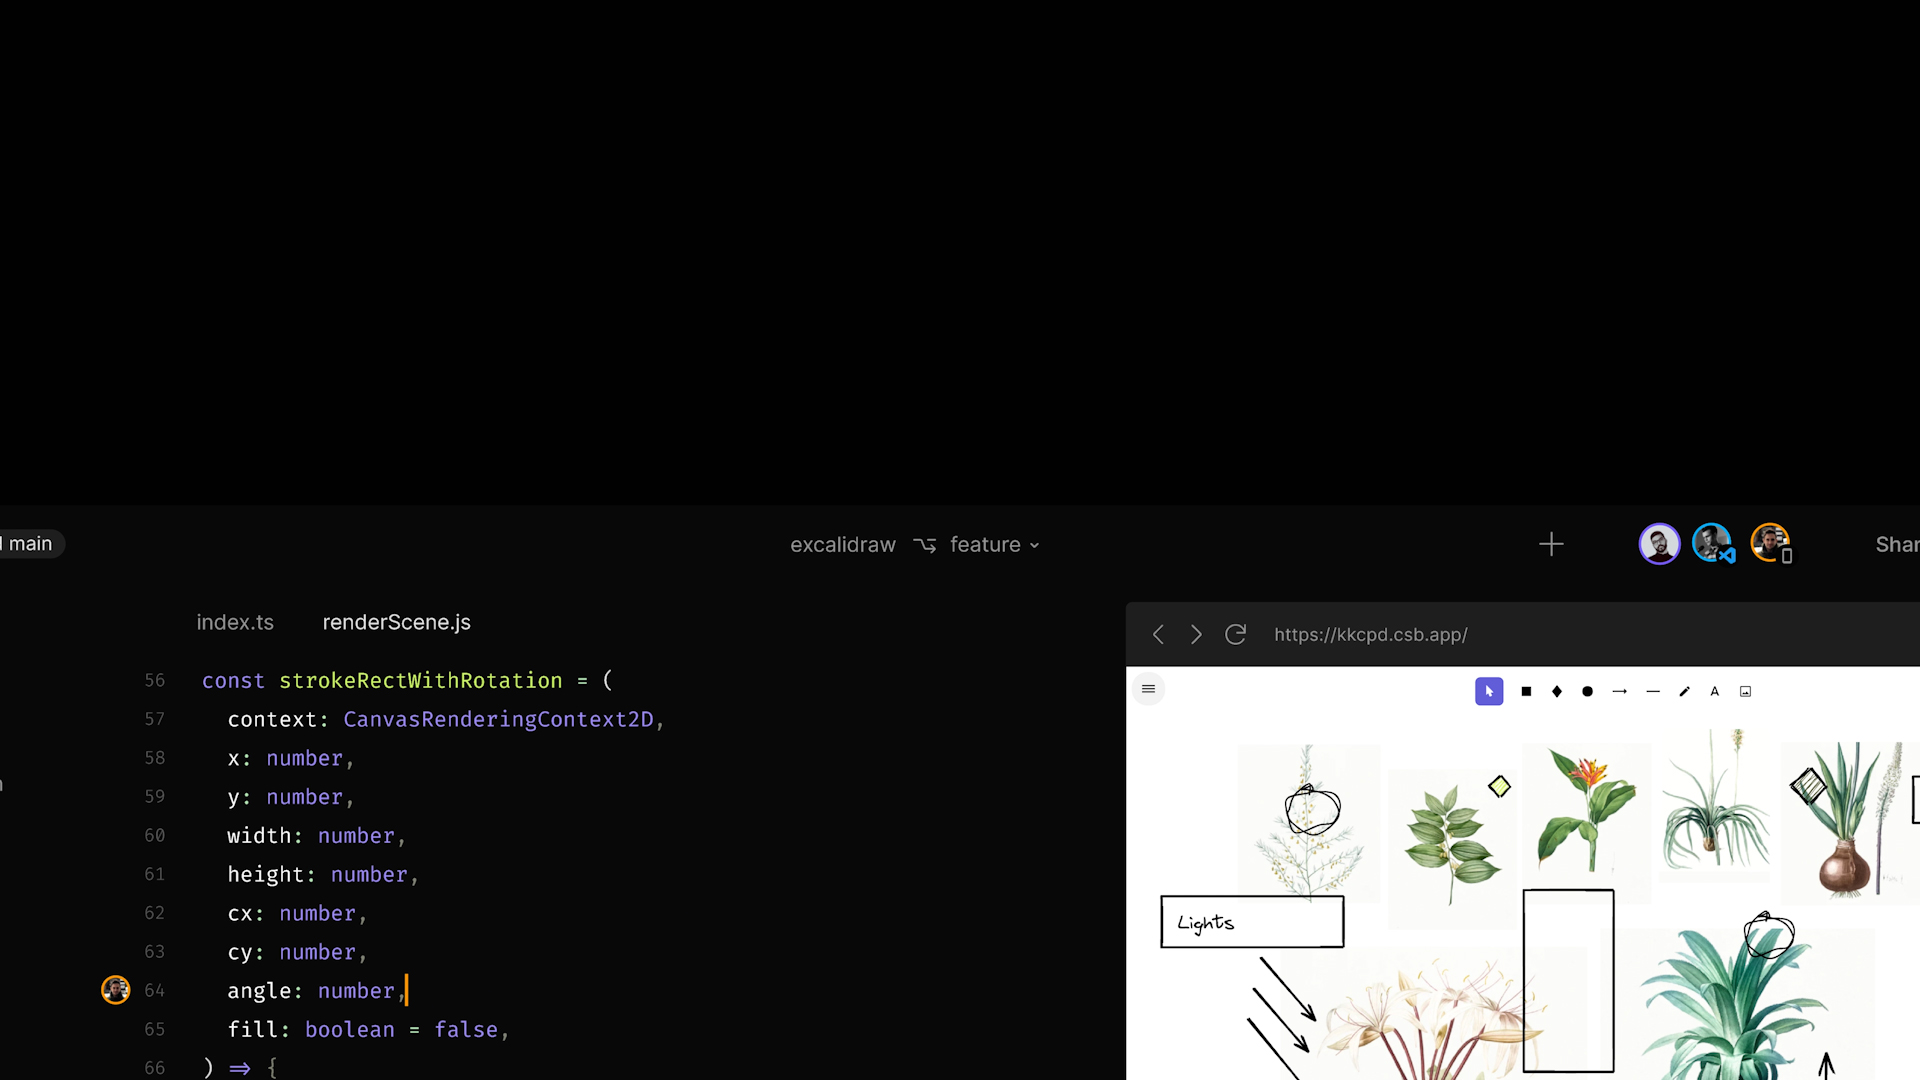 main
excalidraw feature
Shar
index.ts renderScene.js
https://kkcpd.csb.app/
56 const strokeRectWithRotation = (
57 context: CanvasRenderingContext2D,
58 x: number,
59 y: number,
60 width: number,
61 height: number,
62 cx: number,
63 cy: number,
64 angle: number,
65 fill: boolean = false,
66 ) => {
A
Lights